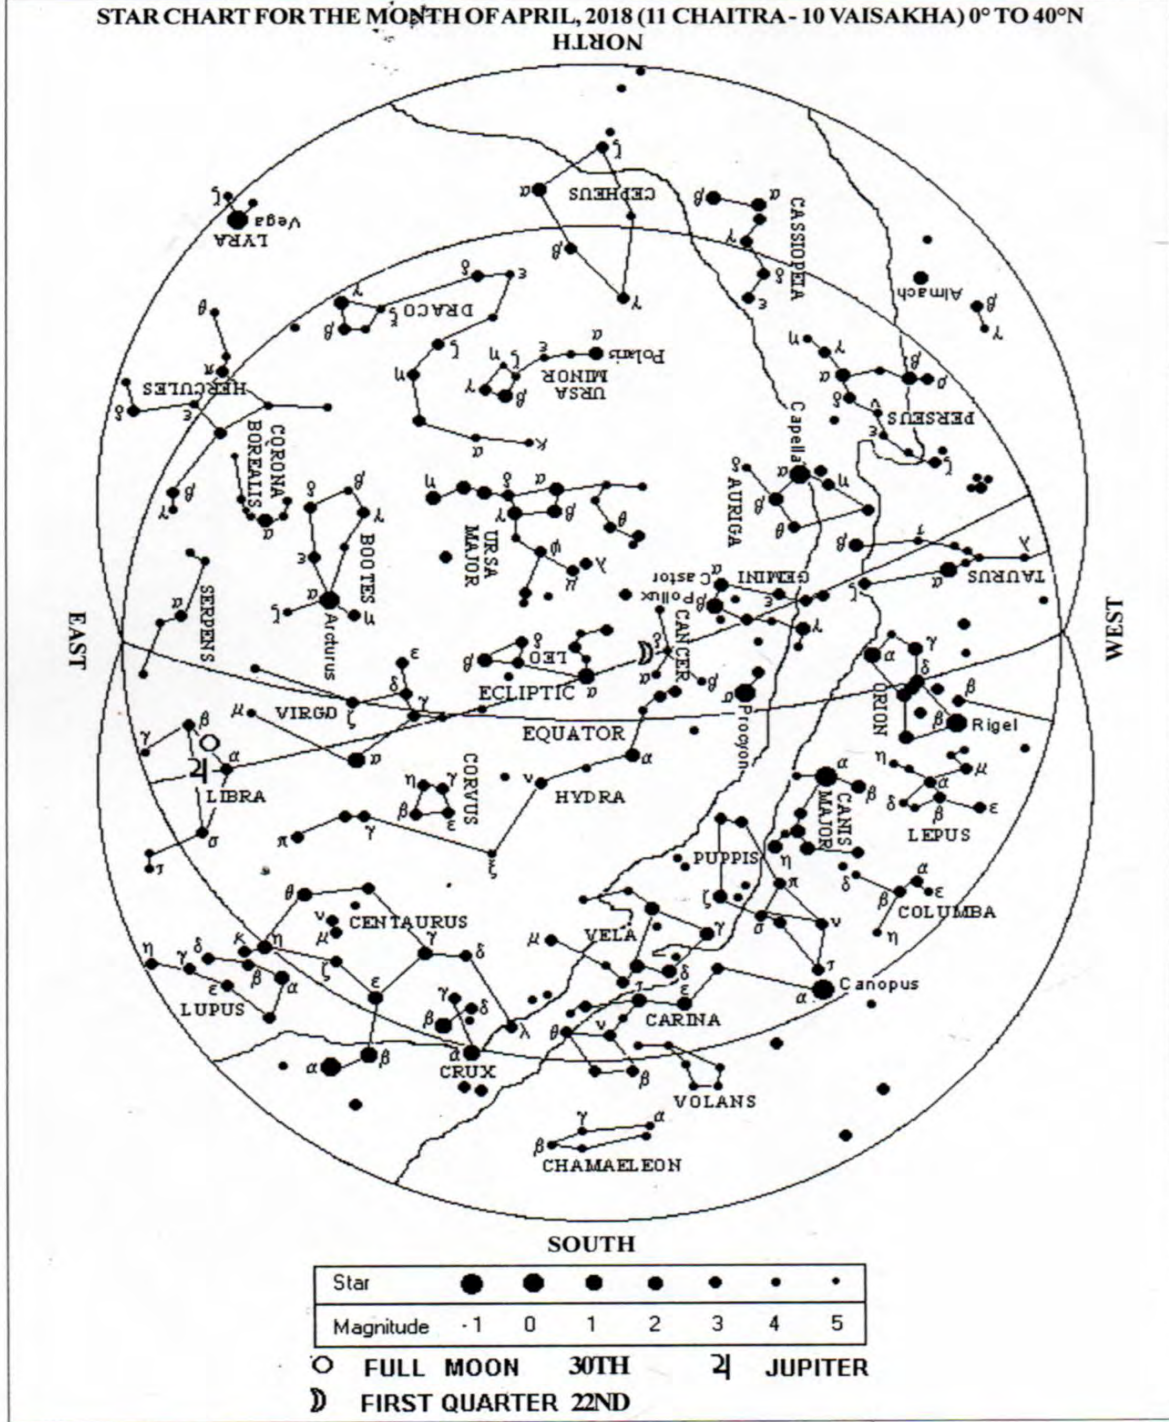 STAR CHART FOR THE MONTH OF APRIL, 2018 (11 CHAITRA - 10 VAISAKHA) 0° TO 40°N
NORTH
ζ
α
CEPHEUS
β
γ
β
α
CASSIOPEIA
γ
δ
ε
ζ
Vega
LYRA
Almach
β
γ
θ
π
HERCULES
δ
ε
β
γ
γ
ξ
β
DRACO
δ
ε
ζ
η
α
κ
α
Polaris
ε
ζ
η
γ
β
URSA
MINOR
η
γ
α
β
ρ
δ
ν
PERSEUS
ε
ζ
CORONA
BOREALIS
α
δ
β
γ
BOOTES
ε
α
ζ
η
Arcturus
η
δ
α
γ
β
θ
URSA
MAJOR
ψ
μ
λ
Capella
α
δ
η
β
θ
AURIGA
β
τ
λ
ζ
α
TAURUS
SERPENS
α
EAST
WEST
α
Castor
β
Pollux
GEMINI
ε
γ
CANCER
δ
α
β
LEO
δ
β
α
ECLIPTIC
EQUATOR
ε
δ
γ
ζ
VIRGO
μ
α
α
Procyon
α
γ
δ
ORION
β
Rigel
β
γ
α
LIBRA
σ
τ
CORVUS
η
γ
β
ε
ν
HYDRA
α
π
γ
ξ
α
β
CANIS
MAJOR
η
η
α
μ
δ
β
ε
LEPUS
PUPPIS
ζ
π
σ
ν
τ
δ
α
β
ε
COLUMBA
η
θ
ν
μ
CENTAURUS
η
γ
δ
ζ
ε
λ
α
β
κ
δ
β
α
η
γ
ε
LUPUS
μ
VELA
γ
δ
γ
δ
β
α
CRUX
θ
ν
ι
ε
CARINA
β
α
Canopus
VOLANS
γ
α
β
CHAMAELEON
SOUTH
Star
Magnitude -1 0 1 2 3 4 5
FULL MOON 30TH JUPITER
FIRST QUARTER 22ND